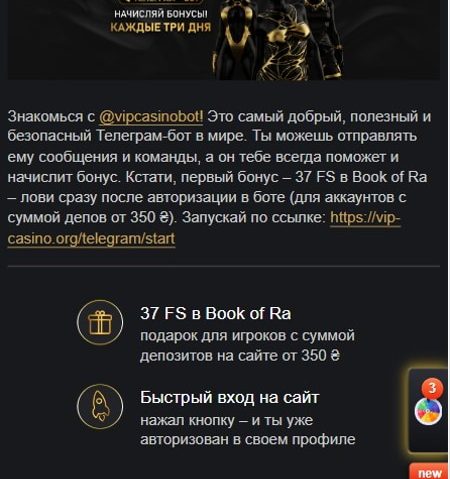 НАЧИСЛЯЙ БОНУСЫ!
КАЖДЫЕ ТРИ ДНЯ
Знакомься с @vipcasinobot! Это самый добрый, полезный и
безопасный Телеграм-бот в мире. Ты можешь отправлять
ему сообщения и команды, а он тебе всегда поможет и
начислит бонус. Кстати, первый бонус – 37 FS в Book of Ra
– лови сразу после авторизации в боте (для аккаунтов с
суммой депов от 350 ₴). Запускай по ссылке: https://vip-
casino.org/telegram/start
37 FS в Book of Ra
подарок для игроков с суммой
депозитов на сайте от 350 ₴
3
Быстрый вход на сайт
нажал кнопку – и ты уже
авторизован в своем профиле
new